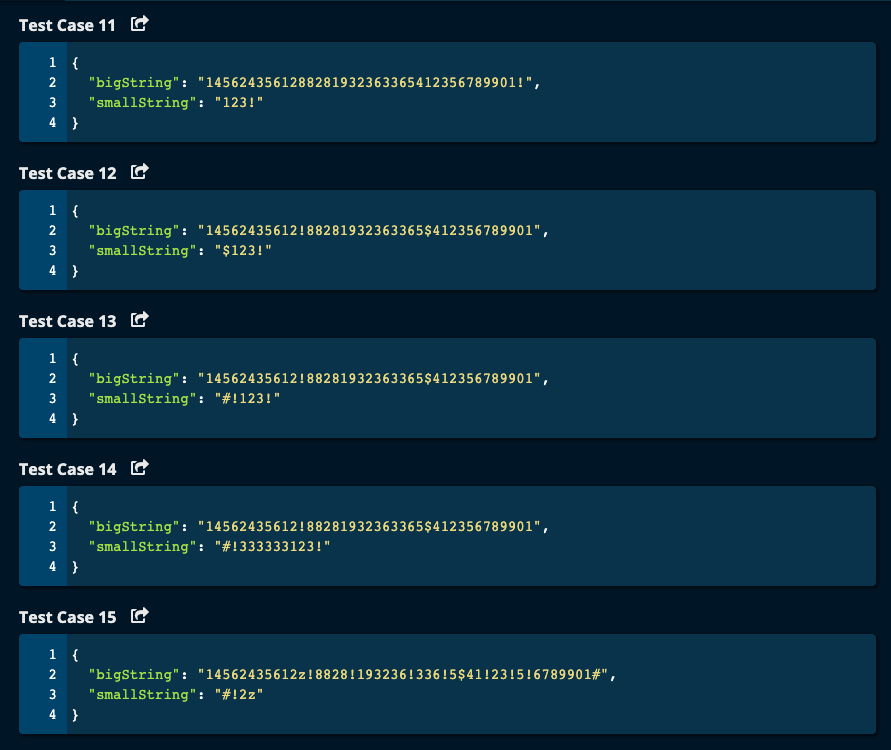 Test Case 11
1 {
2   "bigString": "145624356128828193236336541235678990​1!",
3   "smallString": "123!"
4 }
Test Case 12
1 {
2   "bigString": "14562435612!88281932363365$412356789901",
3   "smallString": "$123!"
4 }
Test Case 13
1 {
2   "bigString": "14562435612!88281932363365$412356789901",
3   "smallString": "#!123!"
4 }
Test Case 14
1 {
2   "bigString": "14562435612!88281932363365$412356789901",
3   "smallString": "#!333333123!"
4 }
Test Case 15
1 {
2   "bigString": "14562435612z!8828!193236!336!5$41!23!5!6789901#",
3   "smallString": "#!2z"
4 }